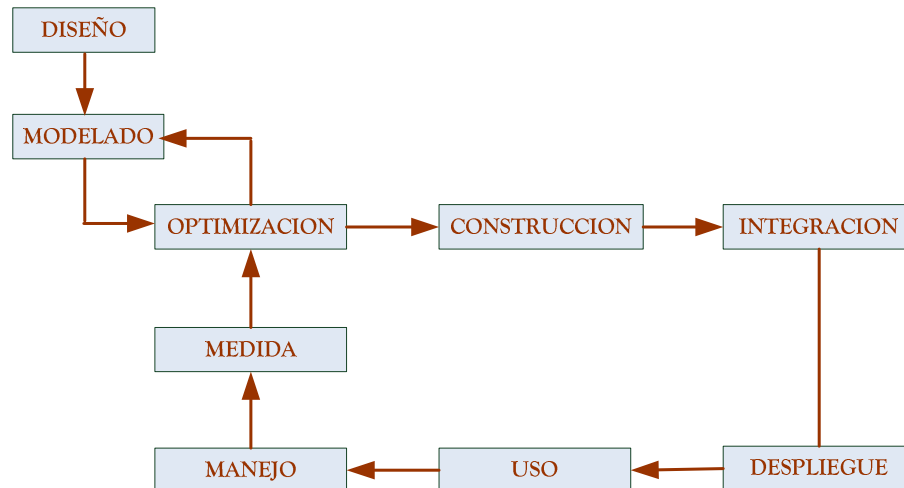 DISEÑO
MODELADO
OPTIMIZACION
CONSTRUCCION
INTEGRACION
MEDIDA
MANEJO
USO
DESPLIEGUE